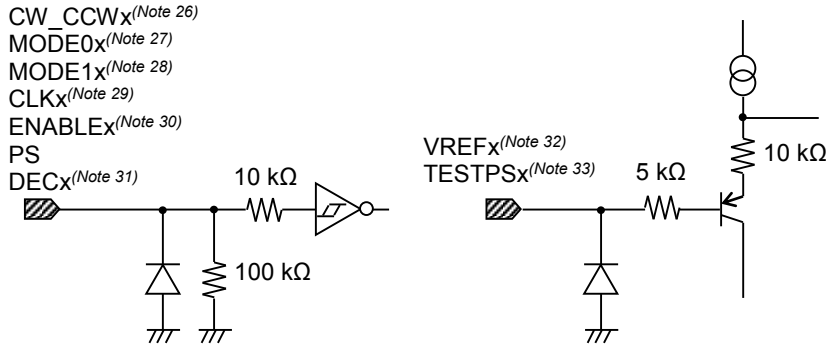 CW_CCWx(Note 26)
MODE0x(Note 27)
MODE1x(Note 28)
CLKx(Note 29)
ENABLEx(Note 30)
PS
DECx(Note 31)
10 kΩ
100 kΩ
VREFx(Note 32)
TESTPSx(Note 33)
5 kΩ
10 kΩ